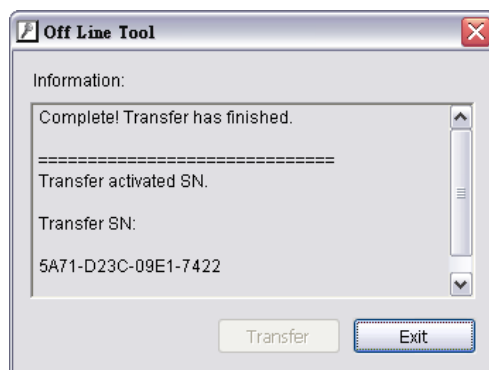 Off Line Tool
Information:
Complete! Transfer has finished.
==============================
Transfer activated SN.
Transfer SN:
5A71-D23C-09E1-7422
Transfer
Exit